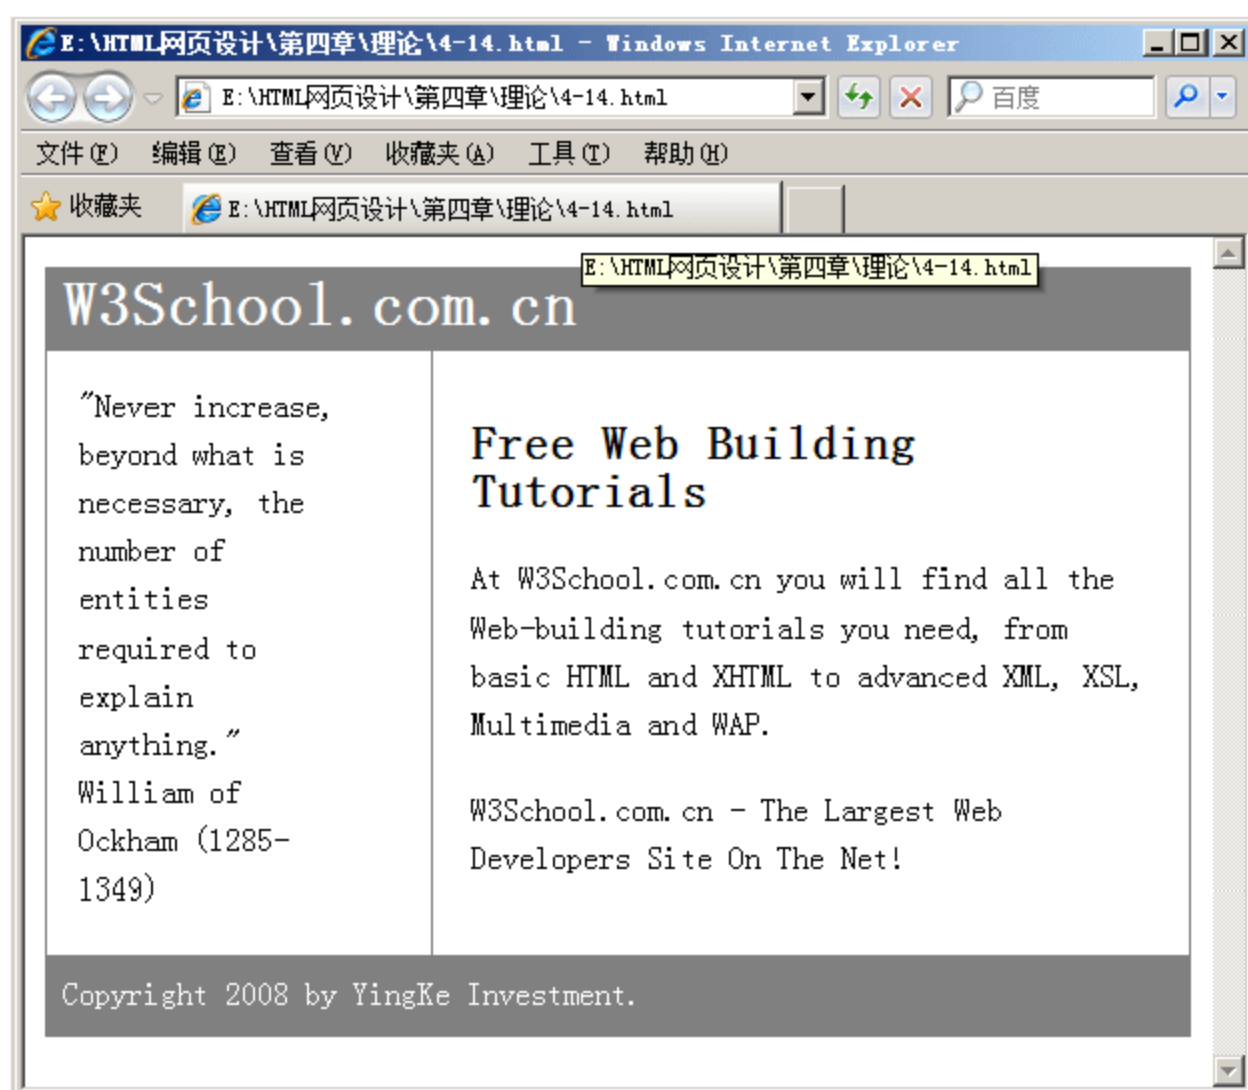 E:\HTML网页设计\第四章\理论\4-14.html - Windows Internet Explorer
E:\HTML网页设计\第四章\理论\4-14.html
百度
文件(F) 编辑(E) 查看(V) 收藏夹(A) 工具(T) 帮助(H)
收藏夹 E:\HTML网页设计\第四章\理论\4-14.html
E:\HTML网页设计\第四章\理论\4-14.html
W3School.com.cn
"Never increase,
beyond what is
necessary, the
number of
entities
required to
explain
anything."
William of
Ockham (1285-
1349)
Free Web Building
Tutorials
At W3School.com.cn you will find all the
Web-building tutorials you need, from
basic HTML and XHTML to advanced XML, XSL,
Multimedia and WAP.
W3School.com.cn - The Largest Web
Developers Site On The Net!
Copyright 2008 by YingKe Investment.